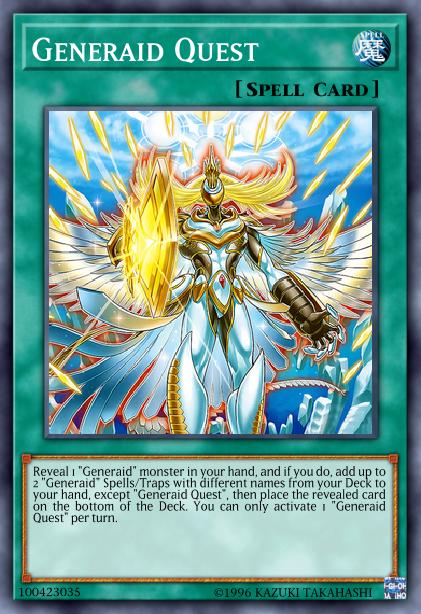 Generaid Quest
SPELL
魔
[ Spell Card ]
Reveal 1 "Generaid" monster in your hand, and if you do, add up to
2 "Generaid" Spells/Traps with different names from your Deck to
your hand, except "Generaid Quest", then place the revealed card
on the bottom of the Deck. You can only activate 1 "Generaid
Quest" per turn.
100423035
©1996 KAZUKI TAKAHASHI